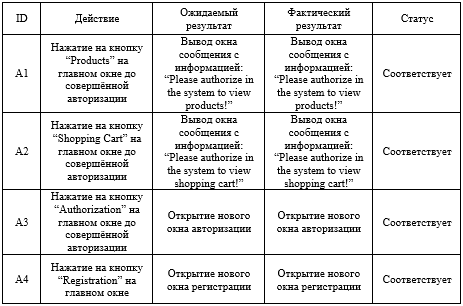 ID
Действие
Ожидаемый
результат
Фактический
результат
Статус
A1
Нажатие на кнопку
“Products” на
главном окне до
совершённой
авторизации
Вывод окна
сообщения с
информацией:
“Please authorize in
the system to view
products!”
Вывод окна
сообщения с
информацией:
“Please authorize in
the system to view
products!”
Соответствует
A2
Нажатие на кнопку
“Shopping Cart” на
главном окне до
совершённой
авторизации
Вывод окна
сообщения с
информацией:
“Please authorize in
the system to view
shopping cart!”
Вывод окна
сообщения с
информацией:
“Please authorize in
the system to view
shopping cart!”
Соответствует
A3
Нажатие на кнопку
“Authorization” на
главном окне до
совершённой
авторизации
Открытие нового
окна авторизации
Открытие нового
окна авторизации
Соответствует
A4
Нажатие на кнопку
“Registration” на
главном окне
Открытие нового
окна регистрации
Открытие нового
окна регистрации
Соответствует